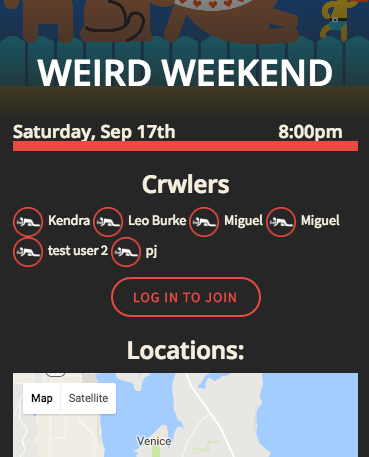 WEIRD WEEKEND
Saturday, Sep 17th 8:00pm
Crwlers
Kendra Leo Burke Miguel Miguel
test user 2 pj
LOG IN TO JOIN
Locations:
Map Satellite
Venice